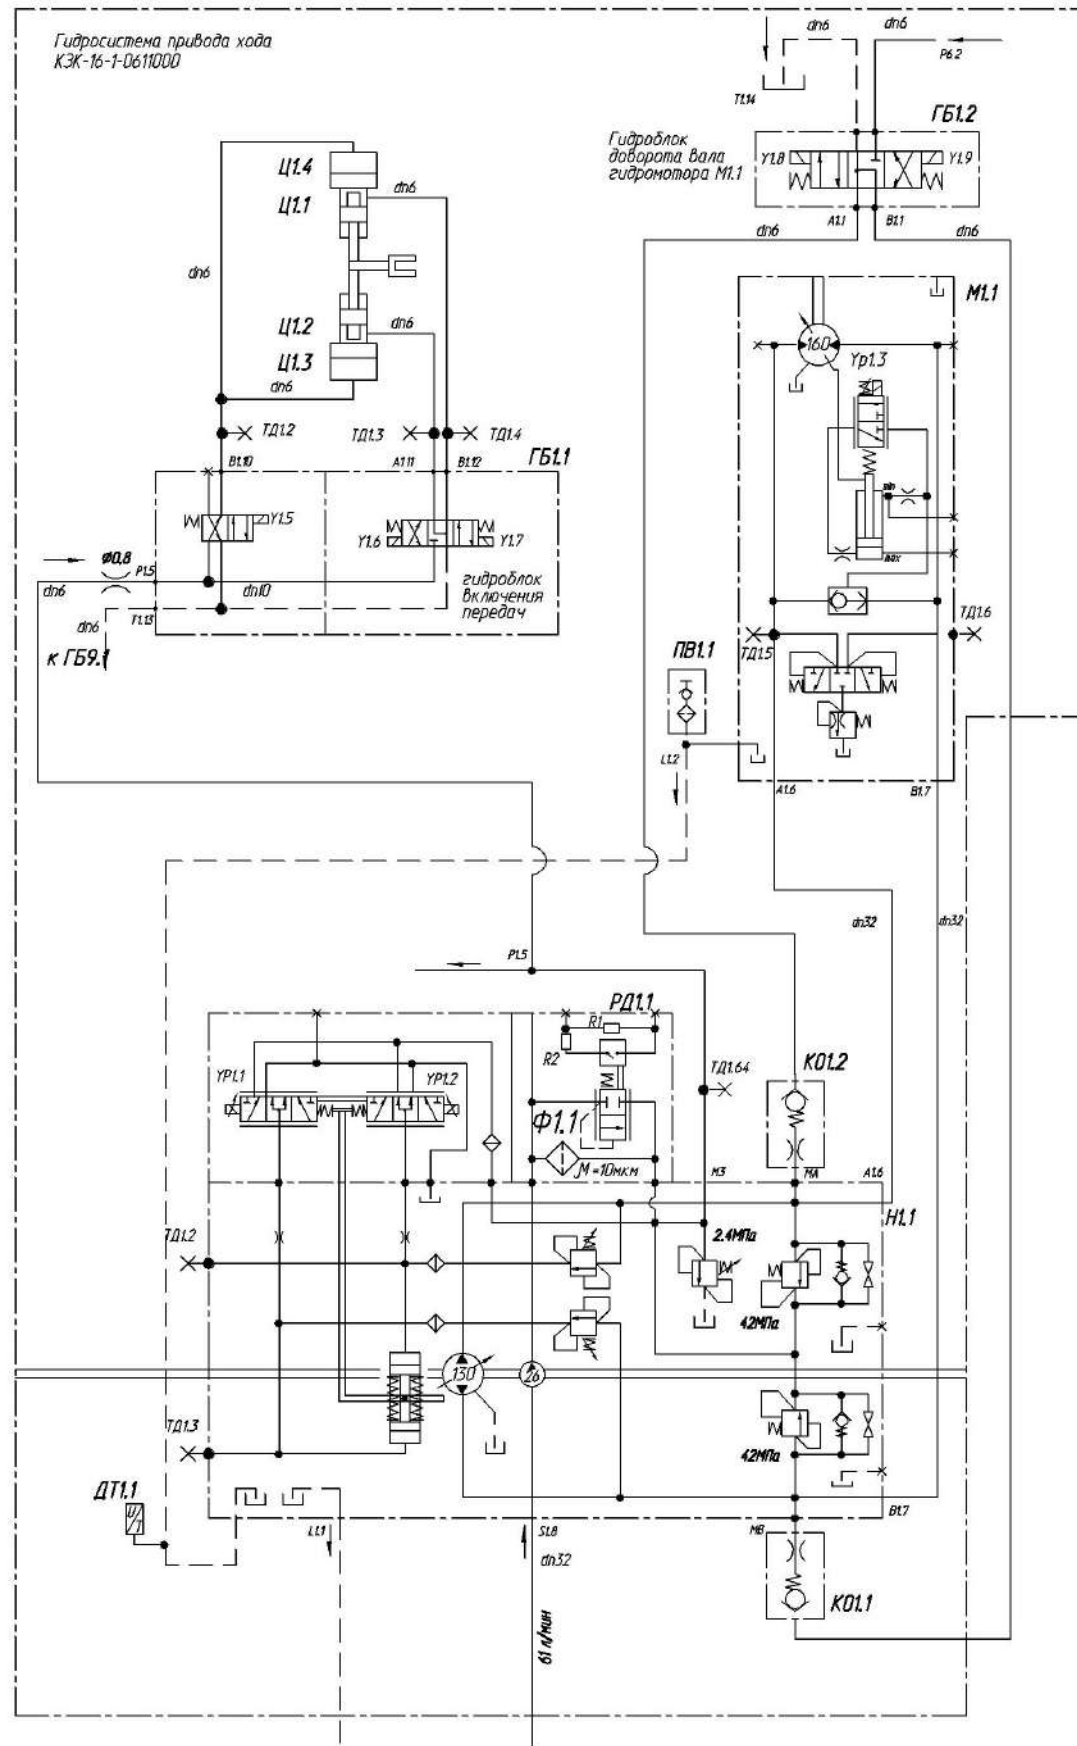 Гидросистема привода хода
КЗК-16-1-0611000
dn6
dn6
Р6.2
Т1.14
ГБ1.2
Гидроблок
доворота вала
гидромотора М1.1
Y1.8
Y1.9
А1.1
В1.1
dn6
dn6
Ц1.4
Ц1.1
dn6
dn6
Ц1.2
dn6
Ц1.3
dn6
ТД1.2
ТД1.3
ТД1.4
В1.10
А1.11
В1.12
ГБ1.1
Y1.5
Y1.6
Y1.7
Ф0,8
Р1.5
dn6
dn10
гидроблок
включения
передач
Т1.13
dn6
к ГБ9.1
М1.1
160
Yp1.3
min
max
ТД1.5
ТД1.6
ПВ1.1
L1.2
А1.6
В1.7
dn32
dn32
Р1.5
РД1.1
R1
R2
YP1.1
YP1.2
ТД1.64
КО1.2
Ф1.1
М=10мкм
М3
МА
А1.6
Н1.1
ТД1.2
2.4МПа
42МПа
130
26
ТД1.3
42МПа
ДТ1.1
U/T
L1.1
S1.8
dn32
МВ
В1.7
КО1.1
61 л/мин